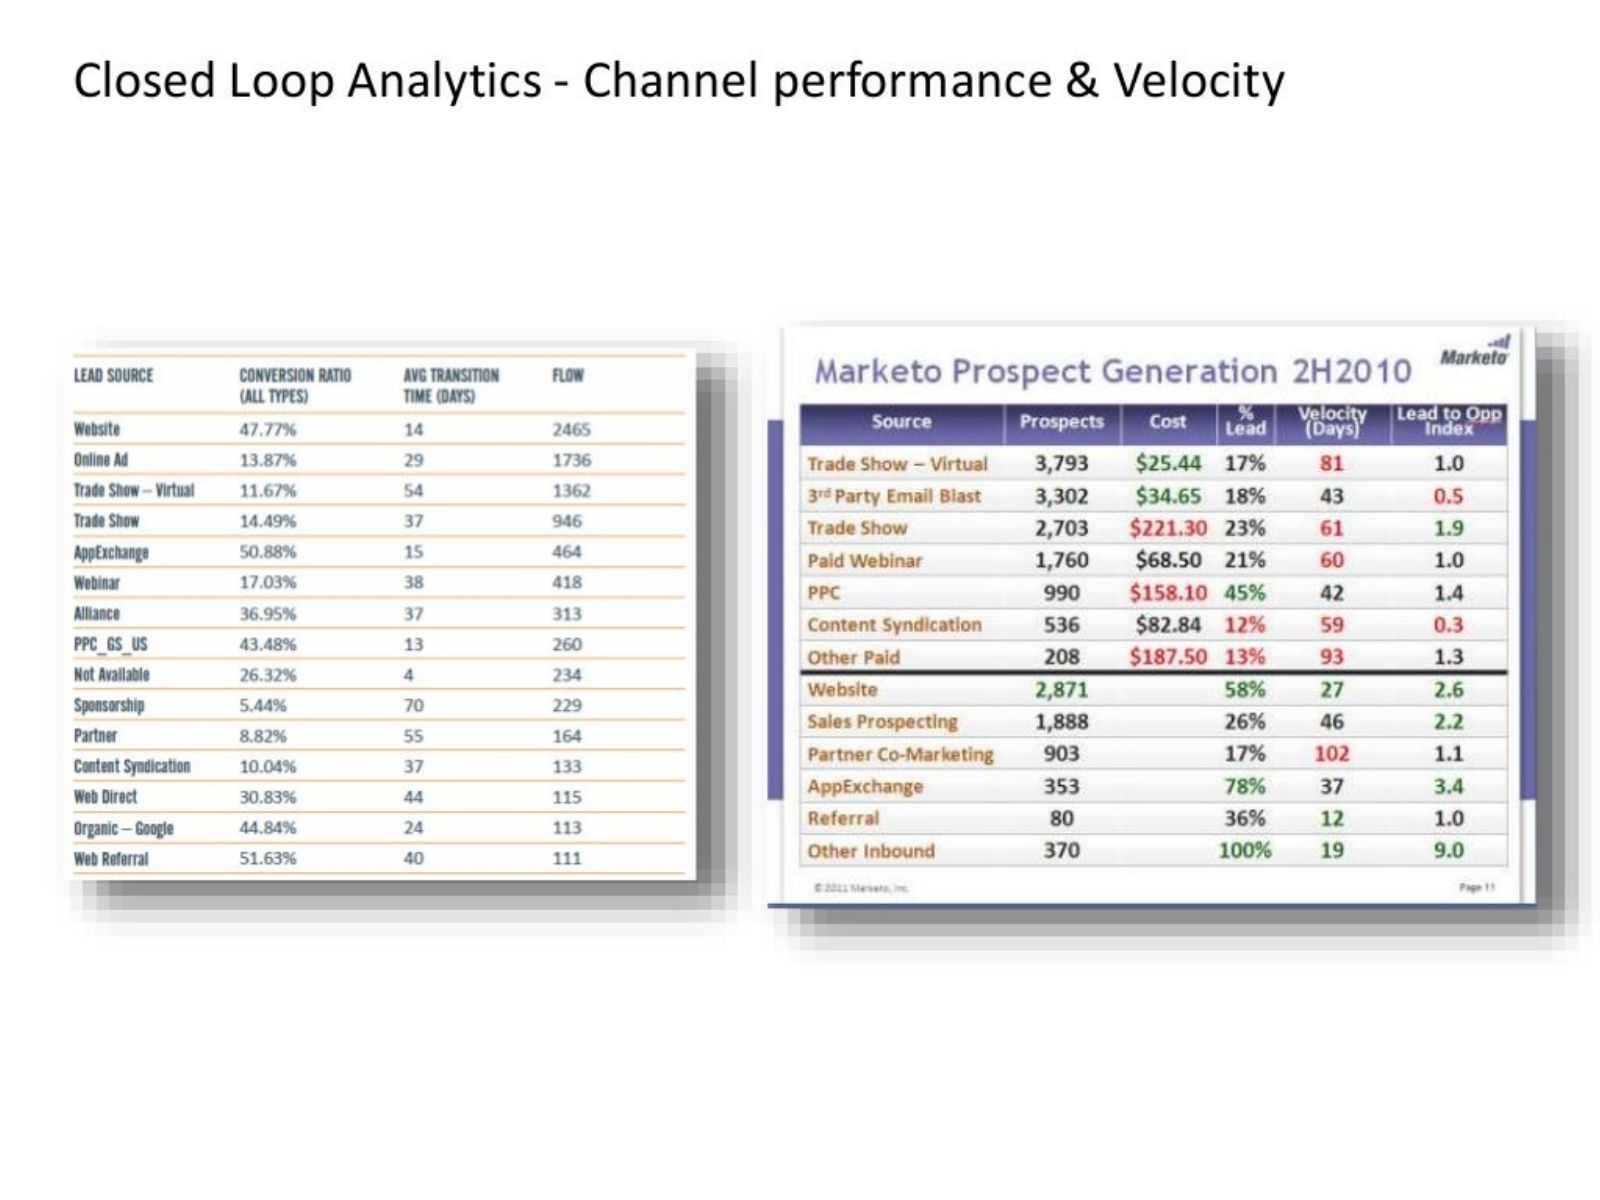 Closed Loop Analytics - Channel performance & Velocity
LEAD SOURCE CONVERSION RATIO (ALL TYPES) AVG TRANSITION TIME (DAYS) FLOW
Website 47.77% 14 2465
Online Ad 13.87% 29 1736
Trade Show – Virtual 11.67% 54 1362
Trade Show 14.49% 37 946
AppExchange 50.88% 15 464
Webinar 17.03% 38 418
Alliance 36.95% 37 313
PPC_GS_US 43.48% 13 260
Not Available 26.32% 4 234
Sponsorship 5.44% 70 229
Partner 8.82% 55 164
Content Syndication 10.04% 37 133
Web Direct 30.83% 44 115
Organic – Google 44.84% 24 113
Web Referral 51.63% 40 111
Marketo Prospect Generation 2H2010
Marketo
Source Prospects Cost % Lead Velocity (Days) Lead to Opp Index
Trade Show – Virtual 3,793 $25.44 17% 81 1.0
3rd Party Email Blast 3,302 $34.65 18% 43 0.5
Trade Show 2,703 $221.30 23% 61 1.9
Paid Webinar 1,760 $68.50 21% 60 1.0
PPC 990 $158.10 45% 42 1.4
Content Syndication 536 $82.84 12% 59 0.3
Other Paid 208 $187.50 13% 93 1.3
Website 2,871 58% 27 2.6
Sales Prospecting 1,888 26% 46 2.2
Partner Co-Marketing 903 17% 102 1.1
AppExchange 353 78% 37 3.4
Referral 80 36% 12 1.0
Other Inbound 370 100% 19 9.0
© 2011 Marketo, Inc.
Page 11